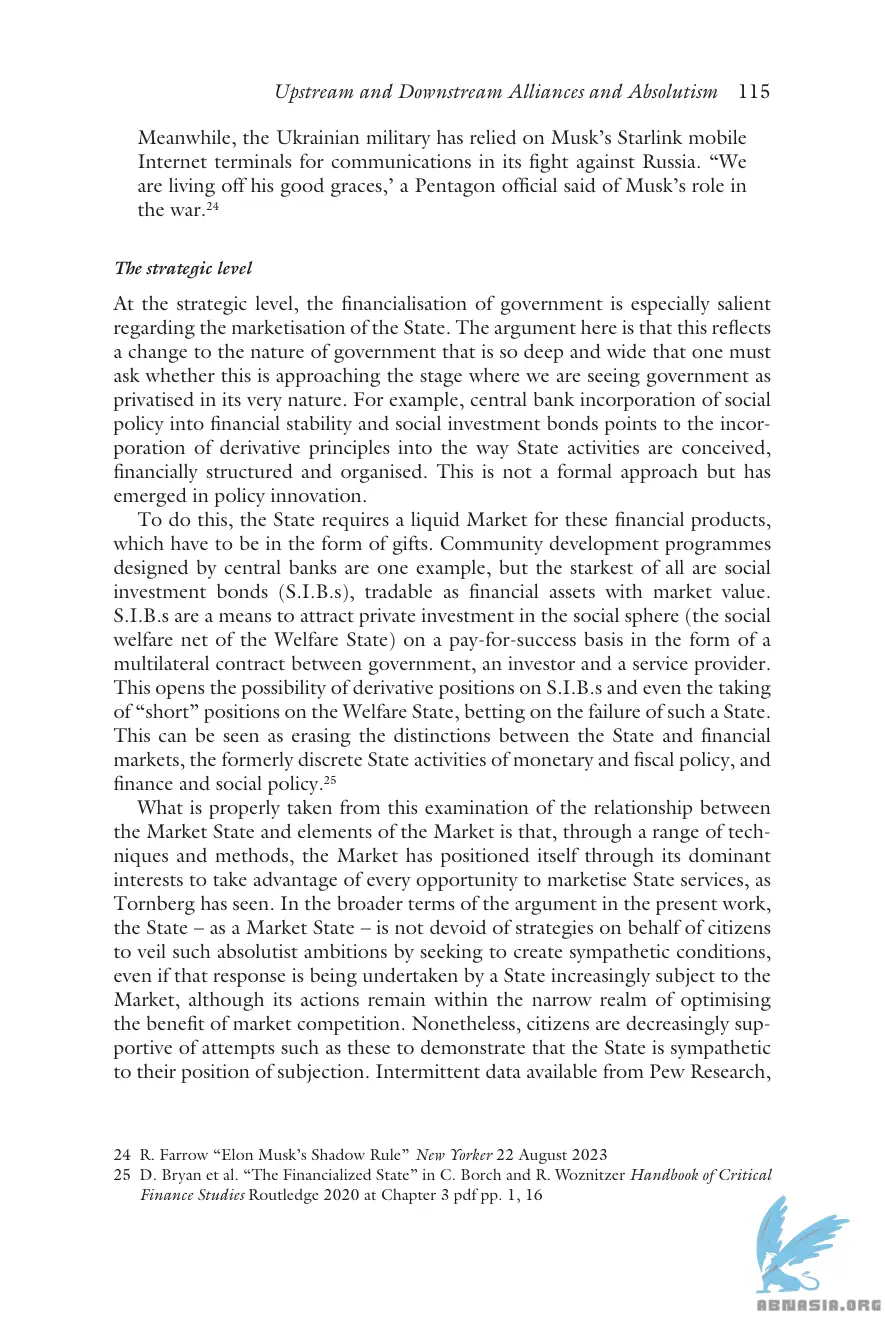 Upstream and Downstream Alliances and Absolutism 115
Meanwhile, the Ukrainian military has relied on Musk’s Starlink mobile
Internet terminals for communications in its fight against Russia. “We
are living off his good graces,’ a Pentagon official said of Musk’s role in
the war.²⁴
The strategic level
At the strategic level, the financialisation of government is especially salient
regarding the marketisation of the State. The argument here is that this reflects
a change to the nature of government that is so deep and wide that one must
ask whether this is approaching the stage where we are seeing government as
privatised in its very nature. For example, central bank incorporation of social
policy into financial stability and social investment bonds points to the incor-
poration of derivative principles into the way State activities are conceived,
financially structured and organised. This is not a formal approach but has
emerged in policy innovation.
To do this, the State requires a liquid Market for these financial products,
which have to be in the form of gifts. Community development programmes
designed by central banks are one example, but the starkest of all are social
investment bonds (S.I.B.s), tradable as financial assets with market value.
S.I.B.s are a means to attract private investment in the social sphere (the social
welfare net of the Welfare State) on a pay-for-success basis in the form of a
multilateral contract between government, an investor and a service provider.
This opens the possibility of derivative positions on S.I.B.s and even the taking
of “short” positions on the Welfare State, betting on the failure of such a State.
This can be seen as erasing the distinctions between the State and financial
markets, the formerly discrete State activities of monetary and fiscal policy, and
finance and social policy.²⁵
What is properly taken from this examination of the relationship between
the Market State and elements of the Market is that, through a range of tech-
niques and methods, the Market has positioned itself through its dominant
interests to take advantage of every opportunity to marketise State services, as
Tornberg has seen. In the broader terms of the argument in the present work,
the State – as a Market State – is not devoid of strategies on behalf of citizens
to veil such absolutist ambitions by seeking to create sympathetic conditions,
even if that response is being undertaken by a State increasingly subject to the
Market, although its actions remain within the narrow realm of optimising
the benefit of market competition. Nonetheless, citizens are decreasingly sup-
portive of attempts such as these to demonstrate that the State is sympathetic
to their position of subjection. Intermittent data available from Pew Research,
24 R. Farrow “Elon Musk’s Shadow Rule” New Yorker 22 August 2023
25 D. Bryan et al. “The Financialized State” in C. Borch and R. Woznitzer Handbook of Critical
Finance Studies Routledge 2020 at Chapter 3 pdf pp. 1, 16
ABNASIA.ORG